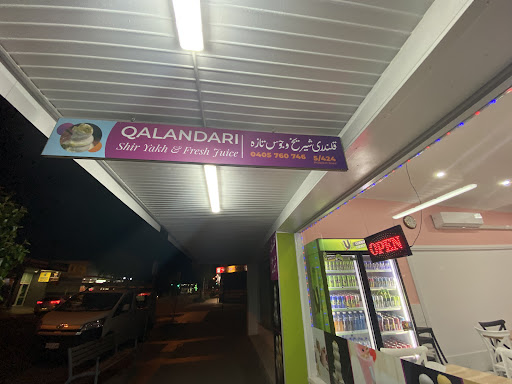 QALANDARI
Shir Yakh & Fresh Juice
قلندری شیریخ و جوس تازه
0405 760 746 5/424
OPEN